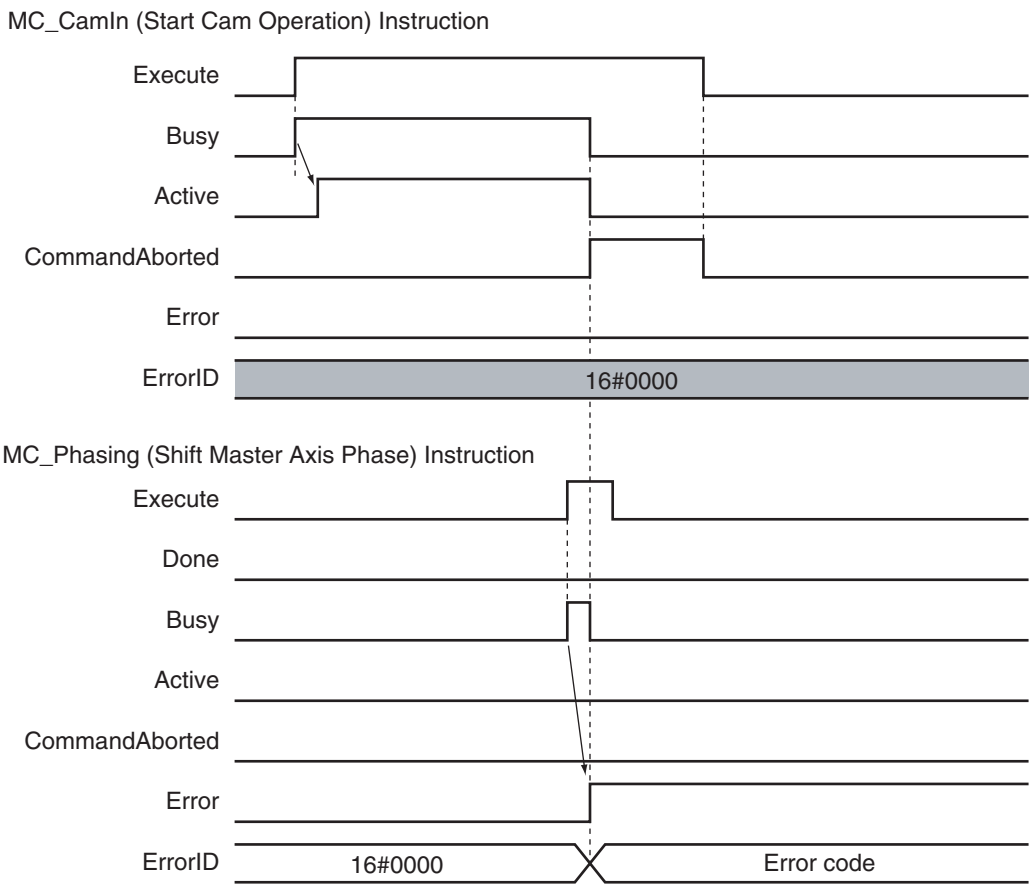 MC_CamIn (Start Cam Operation) Instruction
Execute
Busy
Active
CommandAborted
Error
ErrorID 16#0000
MC_Phasing (Shift Master Axis Phase) Instruction
Execute
Done
Busy
Active
CommandAborted
Error
ErrorID 16#0000 Error code